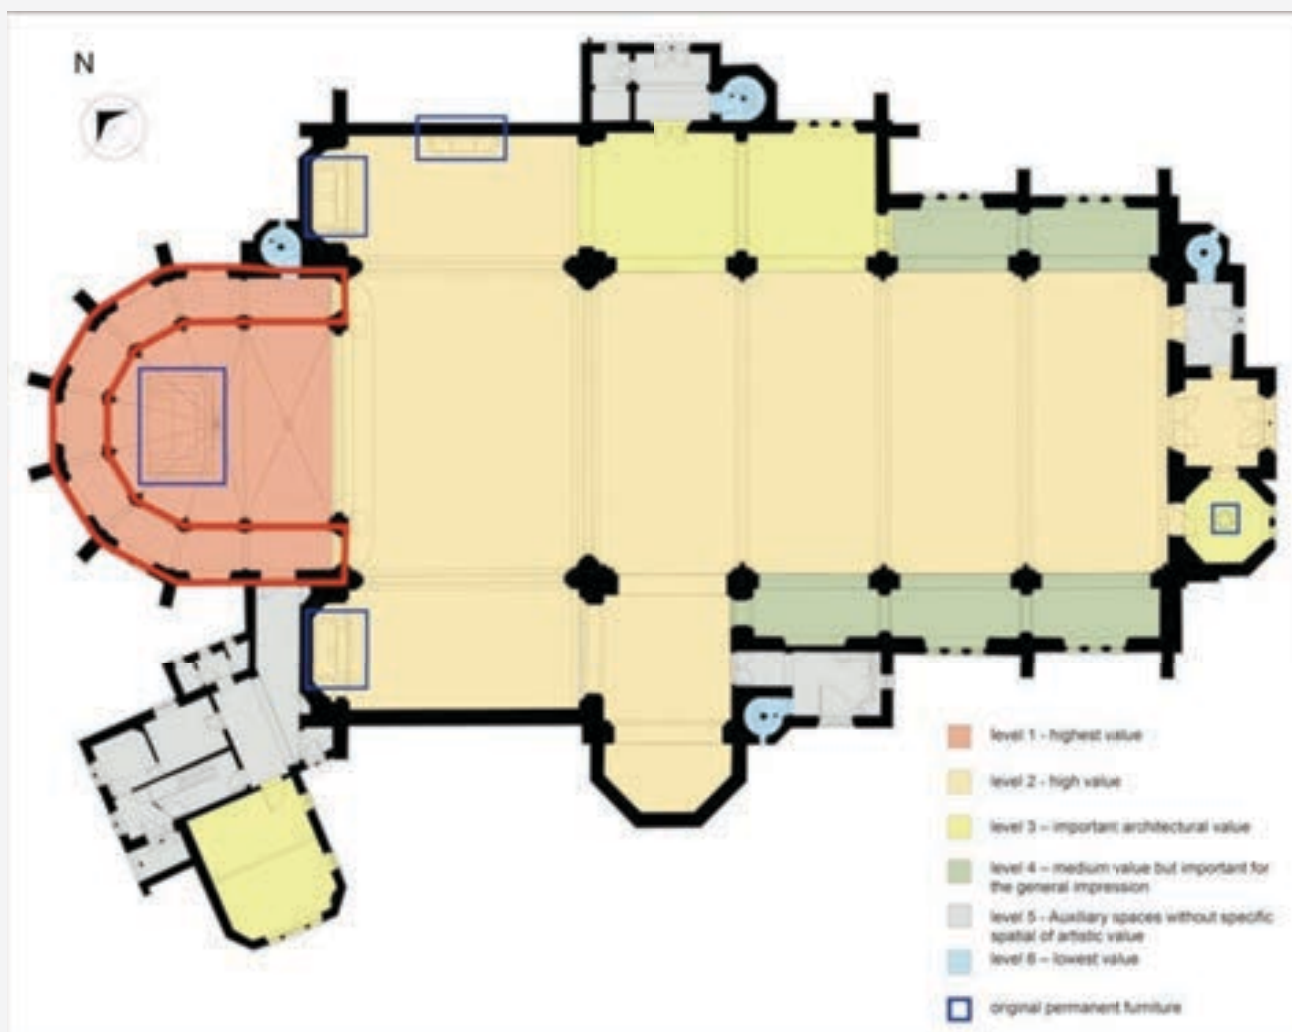 N
level 1 - highest value
level 2 - high value
level 3 – important architectural value
level 4 – medium value but important for
the general impression
level 5 - Auxiliary spaces without specific
spatial of artistic value
level 6 – lowest value
original permanent furniture